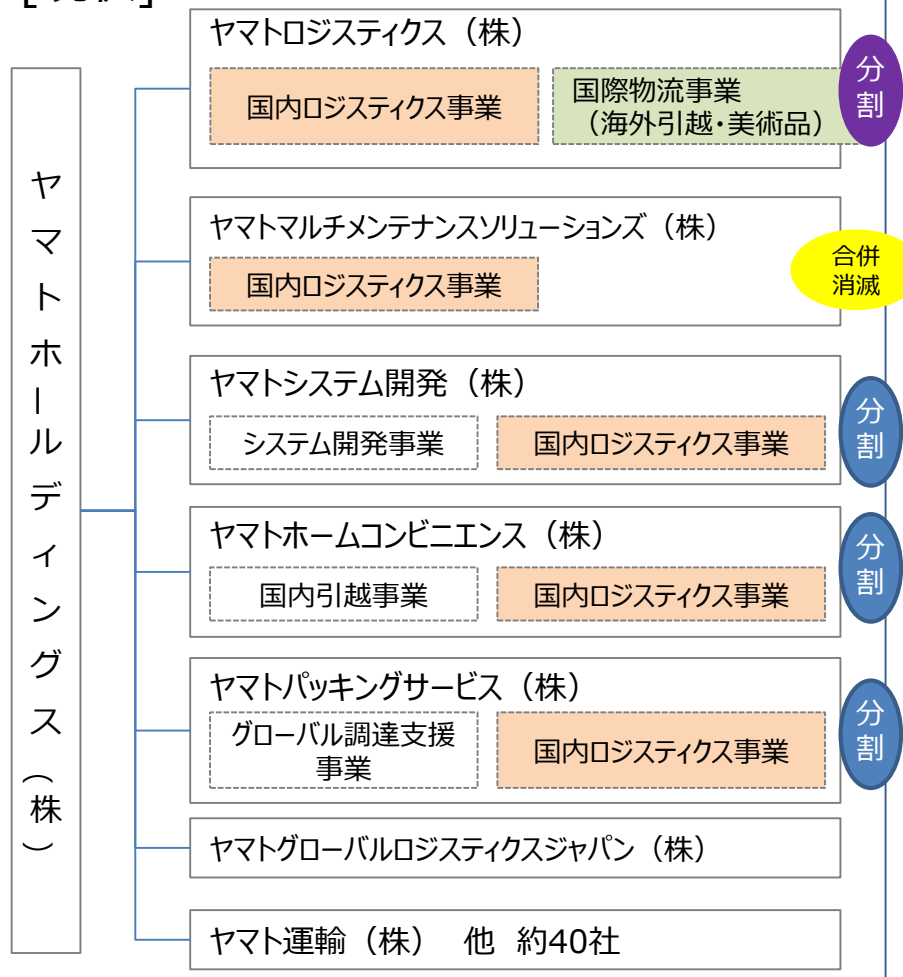 ヤマトホールディングス（株）
ヤマトロジスティクス（株）
国内ロジスティクス事業
国際物流事業
（海外引越・美術品）
分割
ヤマトマルチメンテナンスソリューションズ（株）
国内ロジスティクス事業
合併
消滅
ヤマトシステム開発（株）
システム開発事業
国内ロジスティクス事業
分割
ヤマトホームコンビニエンス（株）
国内引越事業
国内ロジスティクス事業
分割
ヤマトパッキングサービス（株）
グローバル調達支援
事業
国内ロジスティクス事業
分割
ヤマトグローバルロジスティクスジャパン（株）
ヤマト運輸（株） 他 約40社